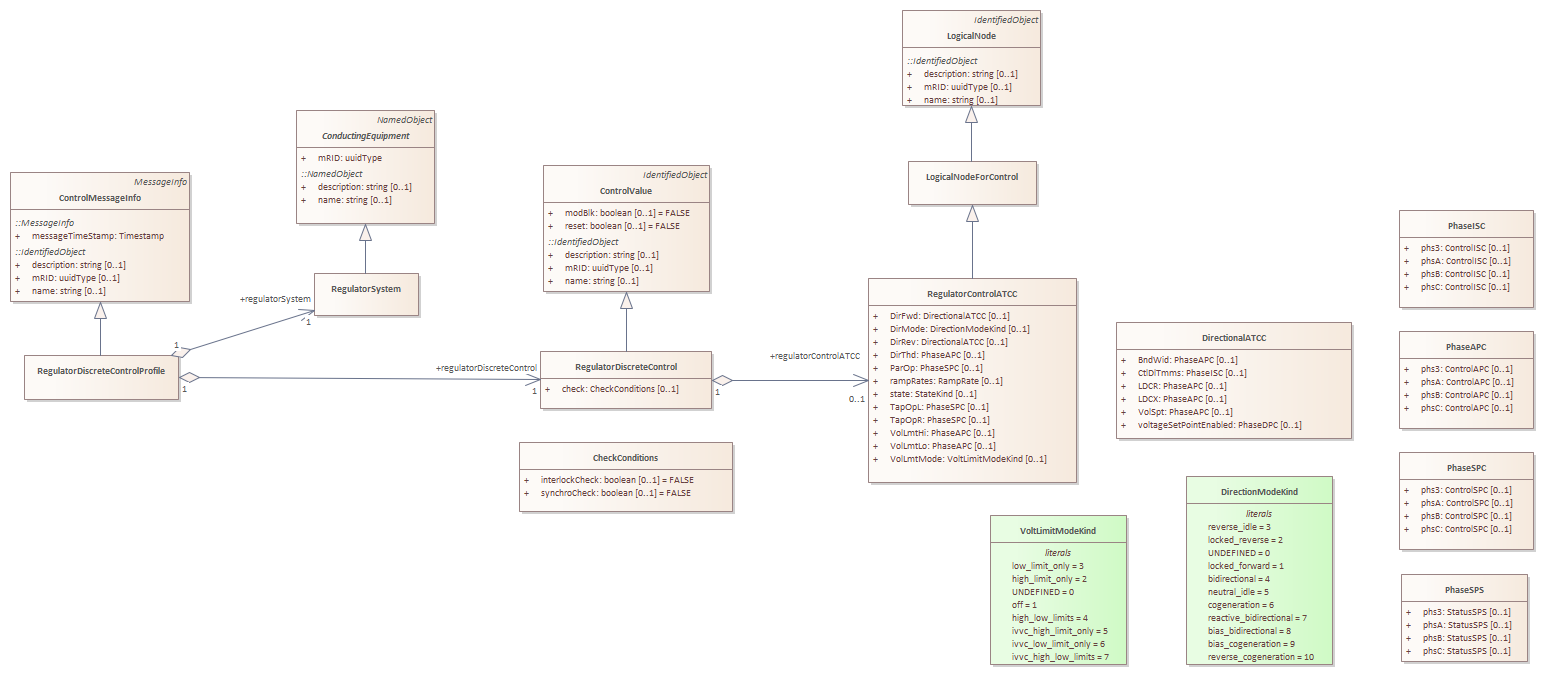 IdentifiedObject
LogicalNode
::IdentifiedObject
+ description: string [0..1]
+ mRID: uuidType [0..1]
+ name: string [0..1]
NamedObject
ConductingEquipment
+ mRID: uuidType
::NamedObject
+ description: string [0..1]
+ name: string [0..1]
MessageInfo
ControlMessageInfo
::MessageInfo
+ messageTimeStamp: Timestamp
::IdentifiedObject
+ description: string [0..1]
+ mRID: uuidType [0..1]
+ name: string [0..1]
IdentifiedObject
ControlValue
+ modBlk: boolean [0..1] = FALSE
+ reset: boolean [0..1] = FALSE
::IdentifiedObject
+ description: string [0..1]
+ mRID: uuidType [0..1]
+ name: string [0..1]
LogicalNodeForControl
RegulatorSystem
+regulatorSystem
1
1
RegulatorDiscreteControlProfile
1
+regulatorDiscreteControl
1
RegulatorDiscreteControl
+ check: CheckConditions [0..1]
1
+regulatorControlATCC
0..1
RegulatorControlATCC
+ DirFwd: DirectionalATCC [0..1]
+ DirMode: DirectionModeKind [0..1]
+ DirRev: DirectionalATCC [0..1]
+ DirThd: PhaseAPC [0..1]
+ ParOp: PhaseSPC [0..1]
+ rampRates: RampRate [0..1]
+ state: StateKind [0..1]
+ TapOpL: PhaseSPC [0..1]
+ TapOpR: PhaseSPC [0..1]
+ VolLmtHi: PhaseAPC [0..1]
+ VolLmtLo: PhaseAPC [0..1]
+ VolLmtMode: VoltLimitModeKind [0..1]
CheckConditions
+ interlockCheck: boolean [0..1] = FALSE
+ synchroCheck: boolean [0..1] = FALSE
DirectionalATCC
+ BndWid: PhaseAPC [0..1]
+ CtlDlTmms: PhaseISC [0..1]
+ LDCR: PhaseAPC [0..1]
+ LDCX: PhaseAPC [0..1]
+ VolSpt: PhaseAPC [0..1]
+ voltageSetPointEnabled: PhaseDPC [0..1]
VoltLimitModeKind
literals
low_limit_only = 3
high_limit_only = 2
UNDEFINED = 0
off = 1
high_low_limits = 4
ivvc_high_limit_only = 5
ivvc_low_limit_only = 6
ivvc_high_low_limits = 7
DirectionModeKind
literals
reverse_idle = 3
locked_reverse = 2
UNDEFINED = 0
locked_forward = 1
bidirectional = 4
neutral_idle = 5
cogeneration = 6
reactive_bidirectional = 7
bias_bidirectional = 8
bias_cogeneration = 9
reverse_cogeneration = 10
PhaseISC
+ phs3: ControlISC [0..1]
+ phsA: ControlISC [0..1]
+ phsB: ControlISC [0..1]
+ phsC: ControlISC [0..1]
PhaseAPC
+ phs3: ControlAPC [0..1]
+ phsA: ControlAPC [0..1]
+ phsB: ControlAPC [0..1]
+ phsC: ControlAPC [0..1]
PhaseSPC
+ phs3: ControlSPC [0..1]
+ phsA: ControlSPC [0..1]
+ phsB: ControlSPC [0..1]
+ phsC: ControlSPC [0..1]
PhaseSPS
+ phs3: StatusSPS [0..1]
+ phsA: StatusSPS [0..1]
+ phsB: StatusSPS [0..1]
+ phsC: StatusSPS [0..1]